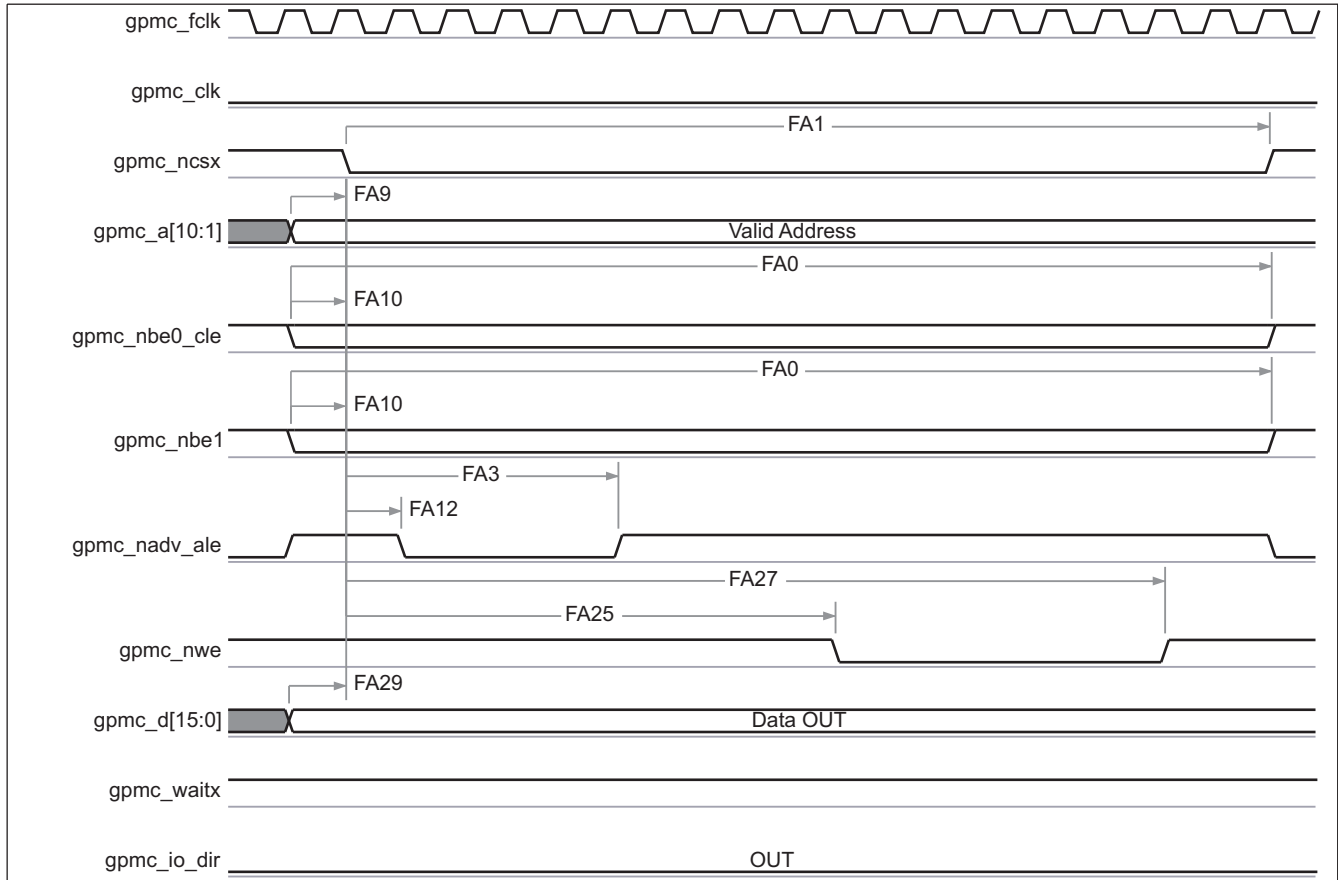 gpmc_fclk
gpmc_clk
FA1
gpmc_ncsx
FA9
gpmc_a[10:1]
Valid Address
FA0
FA10
gpmc_nbe0_cle
FA0
FA10
gpmc_nbe1
FA3
FA12
gpmc_nadv_ale
FA27
FA25
gpmc_nwe
FA29
gpmc_d[15:0]
Data OUT
gpmc_waitx
gpmc_io_dir
OUT